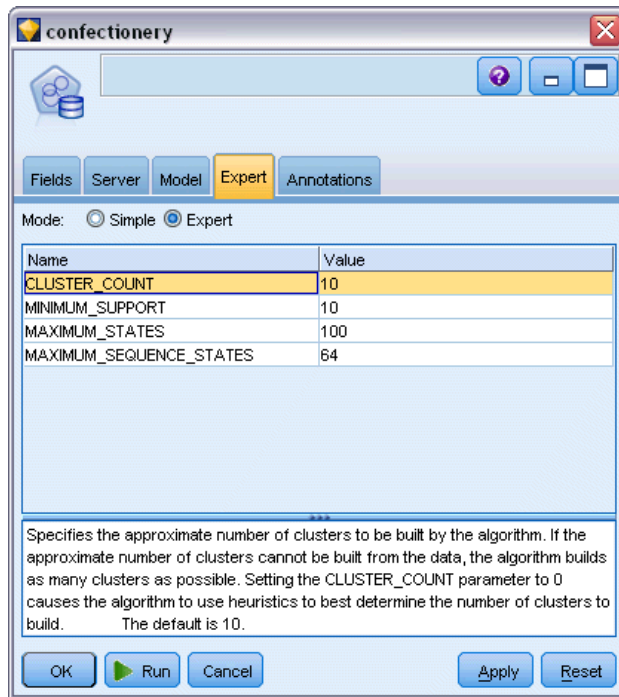 confectionery
Fields Server Model Expert Annotations
Mode: Simple Expert
Name Value
CLUSTER_COUNT 10
MINIMUM_SUPPORT 10
MAXIMUM_STATES 100
MAXIMUM_SEQUENCE_STATES 64
Specifies the approximate number of clusters to be built by the algorithm. If the
approximate number of clusters cannot be built from the data, the algorithm builds
as many clusters as possible. Setting the CLUSTER_COUNT parameter to 0
causes the algorithm to use heuristics to best determine the number of clusters to
build. The default is 10.
OK Run Cancel Apply Reset